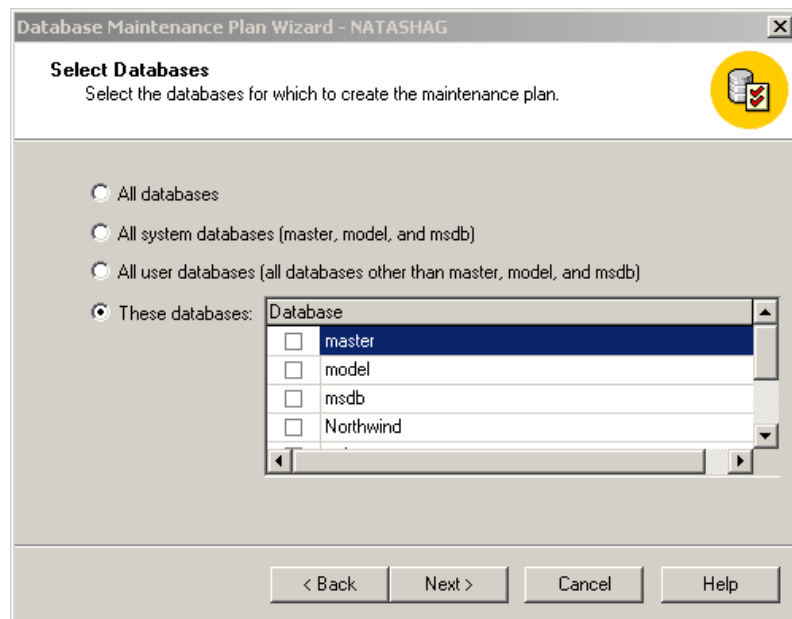 Database Maintenance Plan Wizard - NATASHAG
Select Databases
Select the databases for which to create the maintenance plan.
All databases
All system databases (master, model, and msdb)
All user databases (all databases other than master, model, and msdb)
These databases:
Database
master
model
msdb
Northwind
< Back
Next >
Cancel
Help